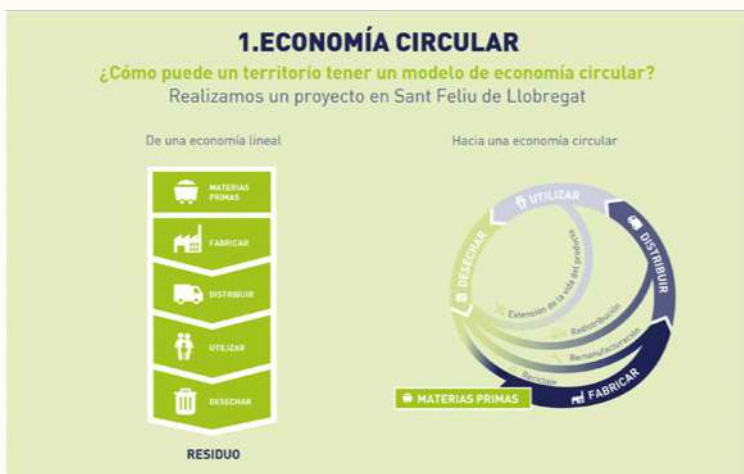 1.ECONOMÍA CIRCULAR
¿Cómo puede un territorio tener un modelo de economía circular?
Realizamos un proyecto en Sant Feliu de Llobregat
De una economía lineal
MATERIAS
PRIMAS
FABRICAR
DISTRIBUIR
UTILIZAR
DESECHAR
RESIDUO
Hacia una economía circular
UTILIZAR
DISTRIBUIR
DESECHAR
Extensión de la vida del producto
Redistribución
Remanufacturación
Reciclaje
FABRICAR
MATERIAS PRIMAS